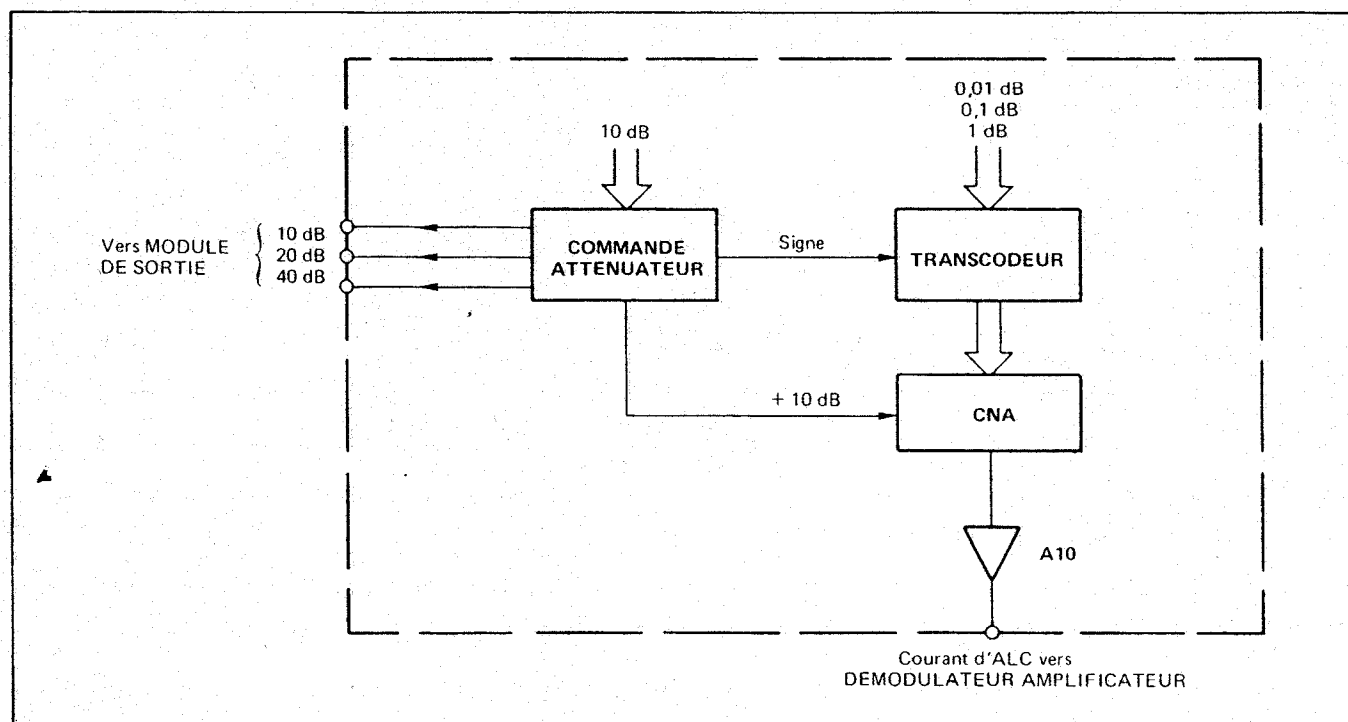 0,01 dB
0,1 dB
1 dB
10 dB
Vers MODULE
DE SORTIE
10 dB
20 dB
40 dB
COMMANDE
ATTENUATEUR
Signe
TRANSCODEUR
+ 10 dB
CNA
A10
Courant d'ALC vers
DEMODULATEUR AMPLIFICATEUR